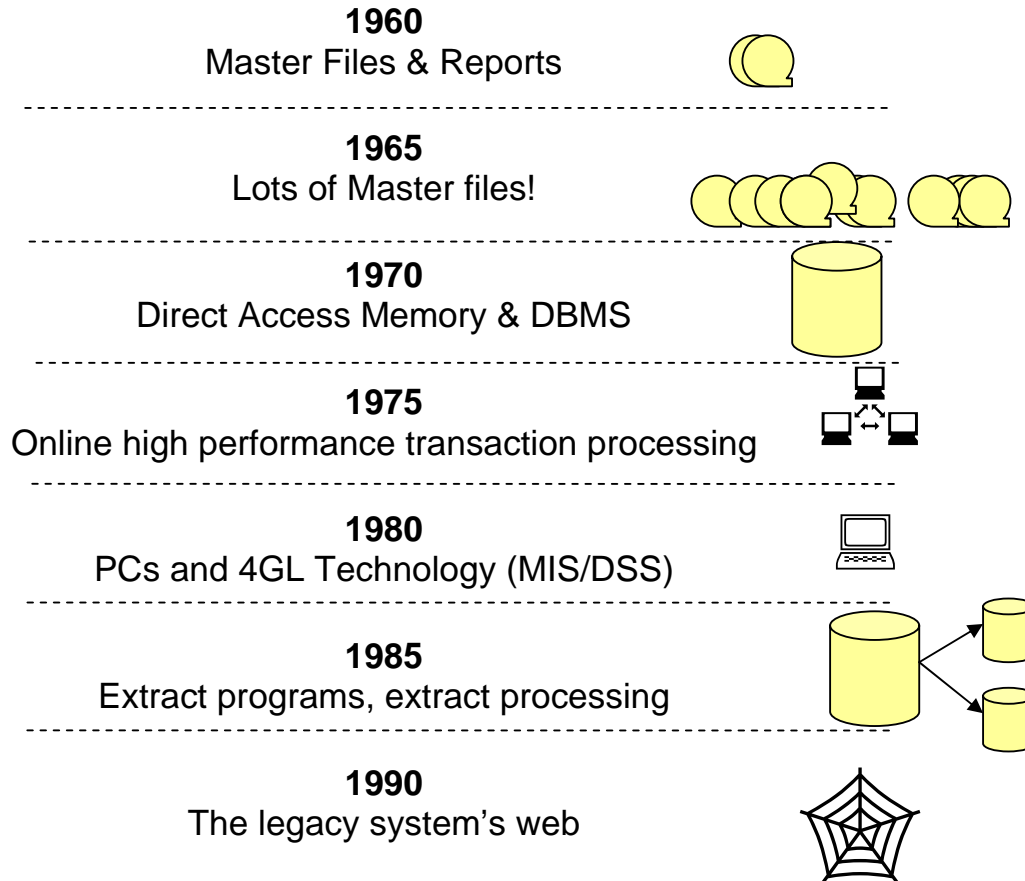 1960
Master Files & Reports
1965
Lots of Master files!
1970
Direct Access Memory & DBMS
1975
Online high performance transaction processing
1980
PCs and 4GL Technology (MIS/DSS)
1985
Extract programs, extract processing
1990
The legacy system’s web